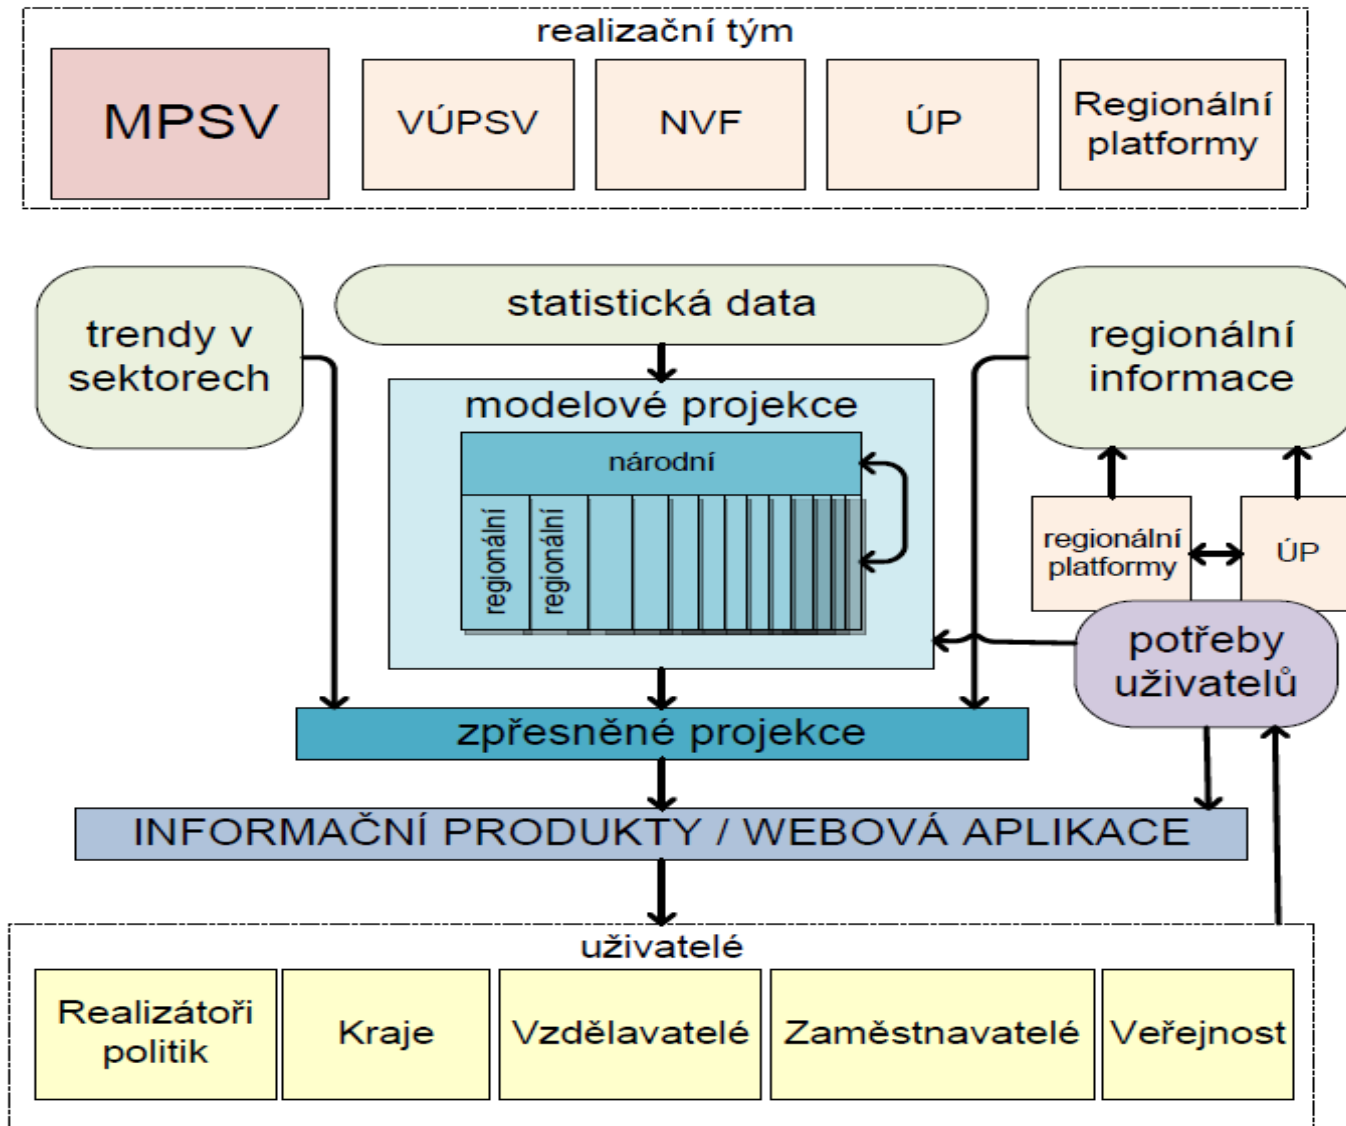 realizační tým
MPSV
VÚPSV
NVF
ÚP
Regionální
platformy
trendy v
sektorech
statistická data
regionální
informace
modelové projekce
národní
regionální
regionální
regionální
platformy
ÚP
potřeby
uživatelů
zpřesněné projekce
INFORMAČNÍ PRODUKTY / WEBOVÁ APLIKACE
uživatelé
Realizátoři
politik
Kraje
Vzdělavatelé
Zaměstnavatelé
Veřejnost